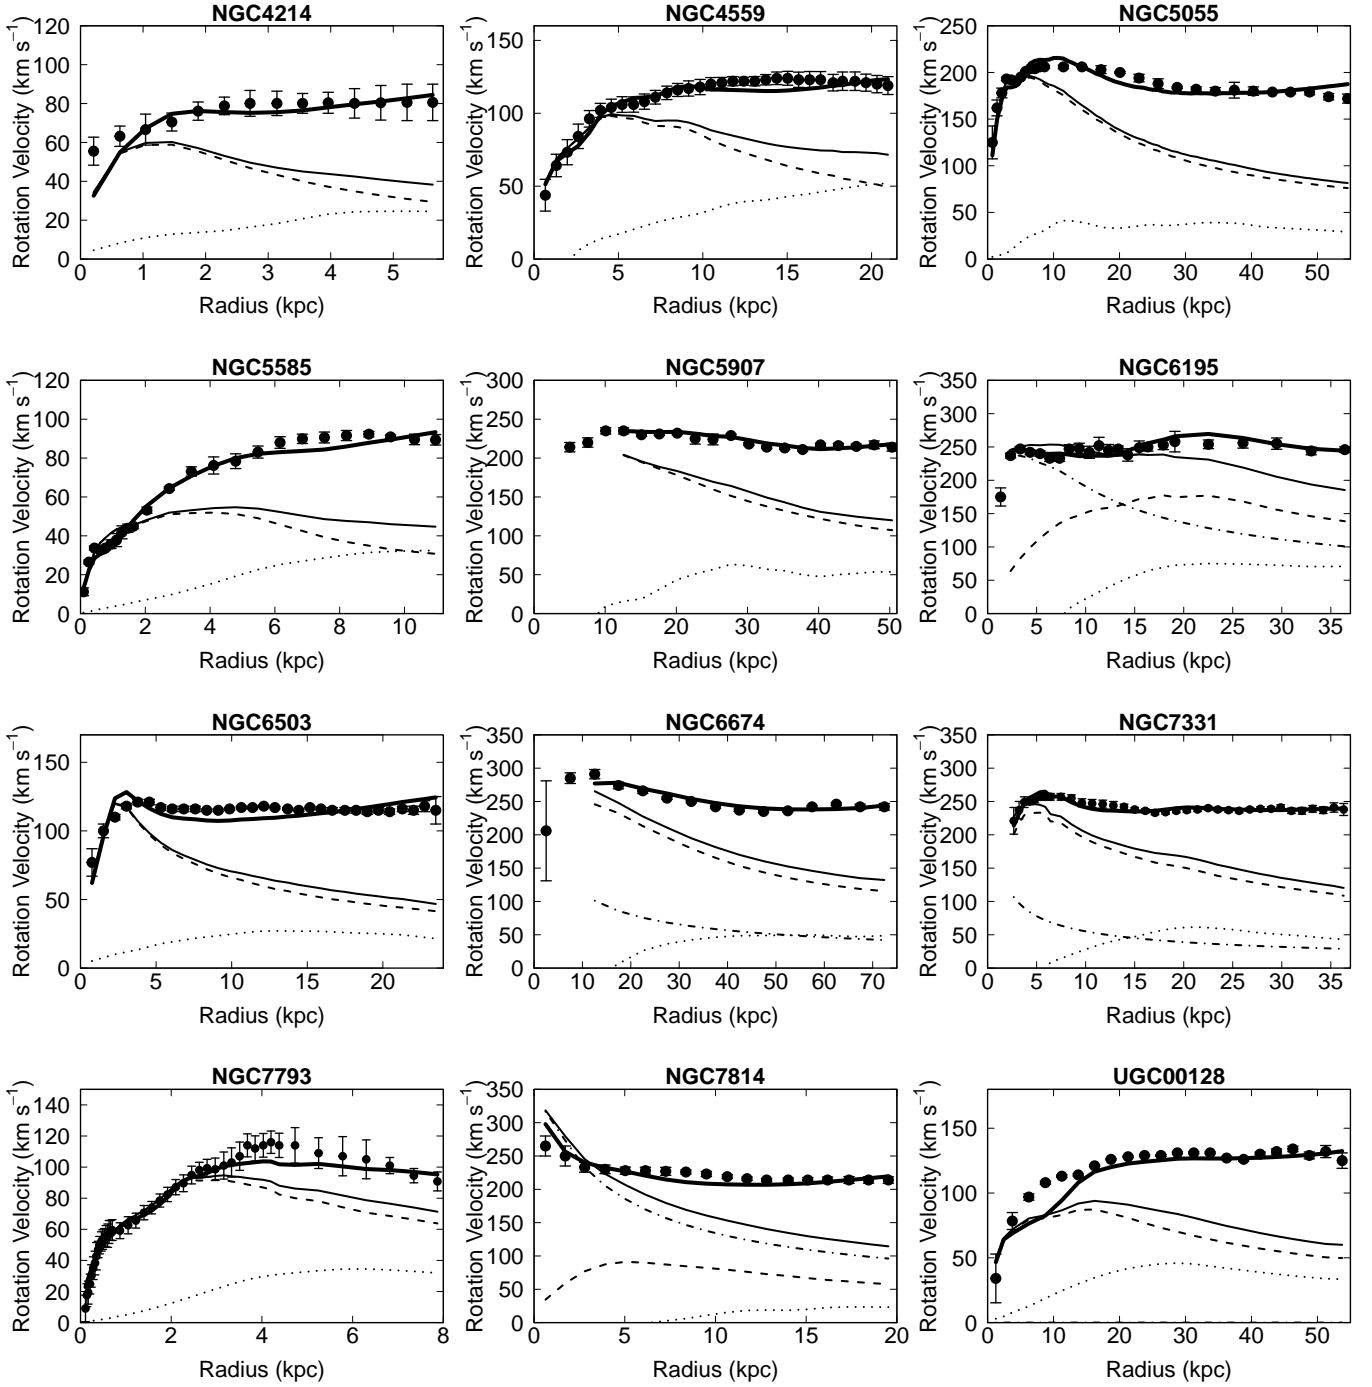 NGC4214
Rotation Velocity (km s⁻¹)
120
100
80
60
40
20
0
0 1 2 3 4 5
Radius (kpc)
NGC4559
Rotation Velocity (km s⁻¹)
150
100
50
0
0 5 10 15 20
Radius (kpc)
NGC5055
Rotation Velocity (km s⁻¹)
250
200
150
100
50
0
0 10 20 30 40 50
Radius (kpc)
NGC5585
Rotation Velocity (km s⁻¹)
120
100
80
60
40
20
0
0 2 4 6 8 10
Radius (kpc)
NGC5907
Rotation Velocity (km s⁻¹)
300
250
200
150
100
50
0
0 10 20 30 40 50
Radius (kpc)
NGC6195
Rotation Velocity (km s⁻¹)
350
300
250
200
150
100
50
0
0 5 10 15 20 25 30 35
Radius (kpc)
NGC6503
Rotation Velocity (km s⁻¹)
150
100
50
0
0 5 10 15 20
Radius (kpc)
NGC6674
Rotation Velocity (km s⁻¹)
350
300
250
200
150
100
50
0
0 10 20 30 40 50 60 70
Radius (kpc)
NGC7331
Rotation Velocity (km s⁻¹)
350
300
250
200
150
100
50
0
0 5 10 15 20 25 30 35
Radius (kpc)
NGC7793
Rotation Velocity (km s⁻¹)
140
120
100
80
60
40
20
0
0 2 4 6 8
Radius (kpc)
NGC7814
Rotation Velocity (km s⁻¹)
350
300
250
200
150
100
50
0
0 5 10 15 20
Radius (kpc)
UGC00128
Rotation Velocity (km s⁻¹)
150
100
50
0
0 10 20 30 40 50
Radius (kpc)